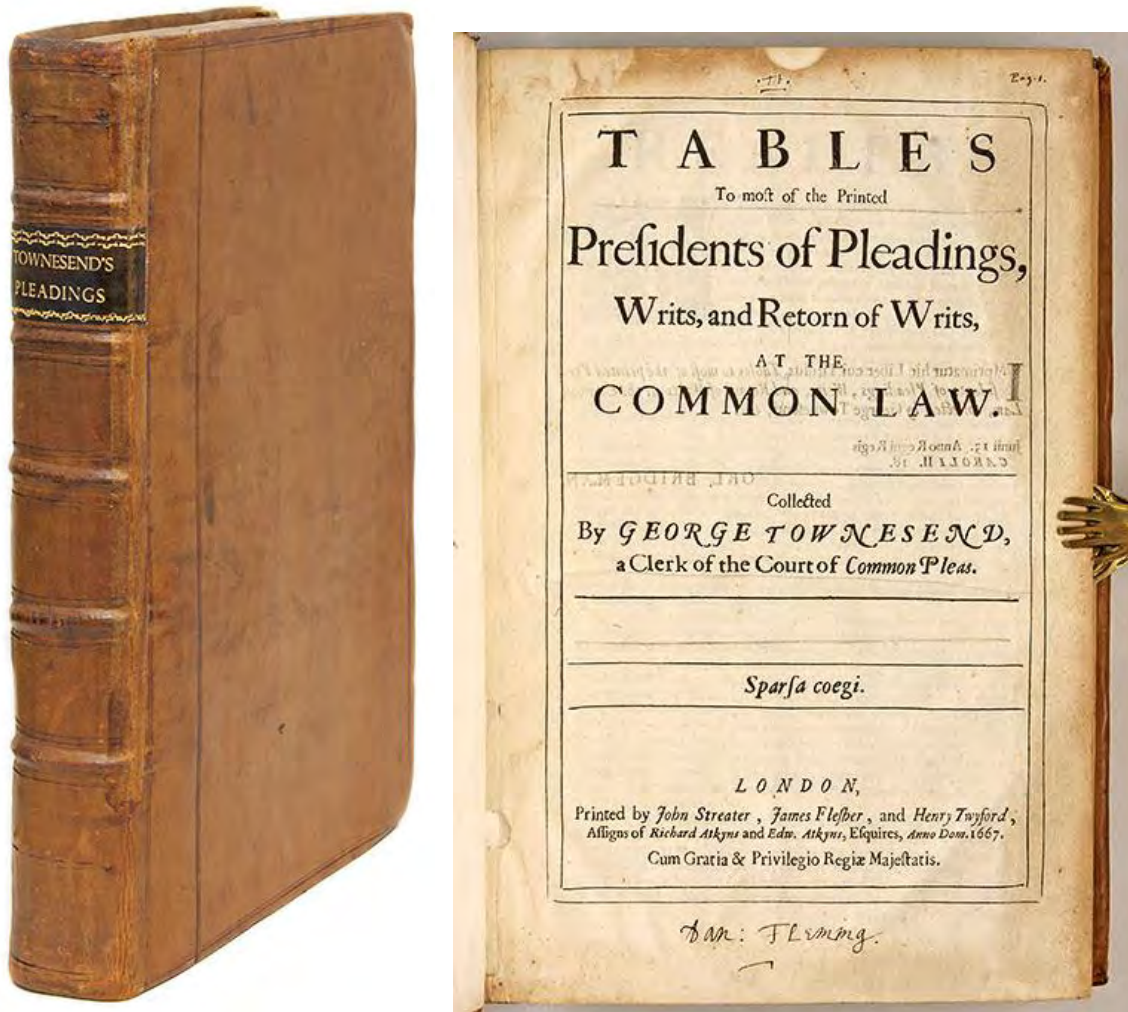 TOWNESEND'S
PLEADINGS
Pag. 1.
TABLES
To moſt of the Printed
Preſidents of Pleadings,
Writs, and Retorn of Writs,
AT THE
COMMON LAW.
Collected
By GEORGE TOWNESEND,
a Clerk of the Court of Common Pleas.
Sparſa coegi.
LONDON,
Printed by John Streater, James Fleſher, and Henry Twyford,
Aſſigns of Richard Atkyns and Edw. Atkyns, Eſquires, Anno Dom. 1667.
Cum Gratia & Privilegio Regiæ Majeſtatis.
Dan: Fleming.